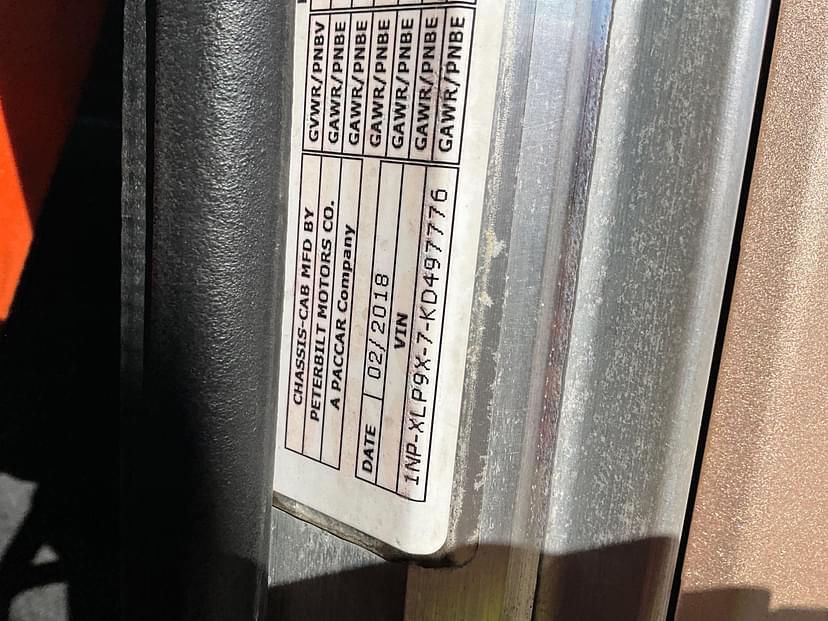 CHASSIS-CAB MFD BY
PETERBILT MOTORS CO.
A PACCAR Company
DATE 02/2018
VIN
1NP-XLP9X-7-KD497776
GVWR/PNBV
GAWR/PNBE
GAWR/PNBE
GAWR/PNBE
GAWR/PNBE
GAWR/PNBE
GAWR/PNBE